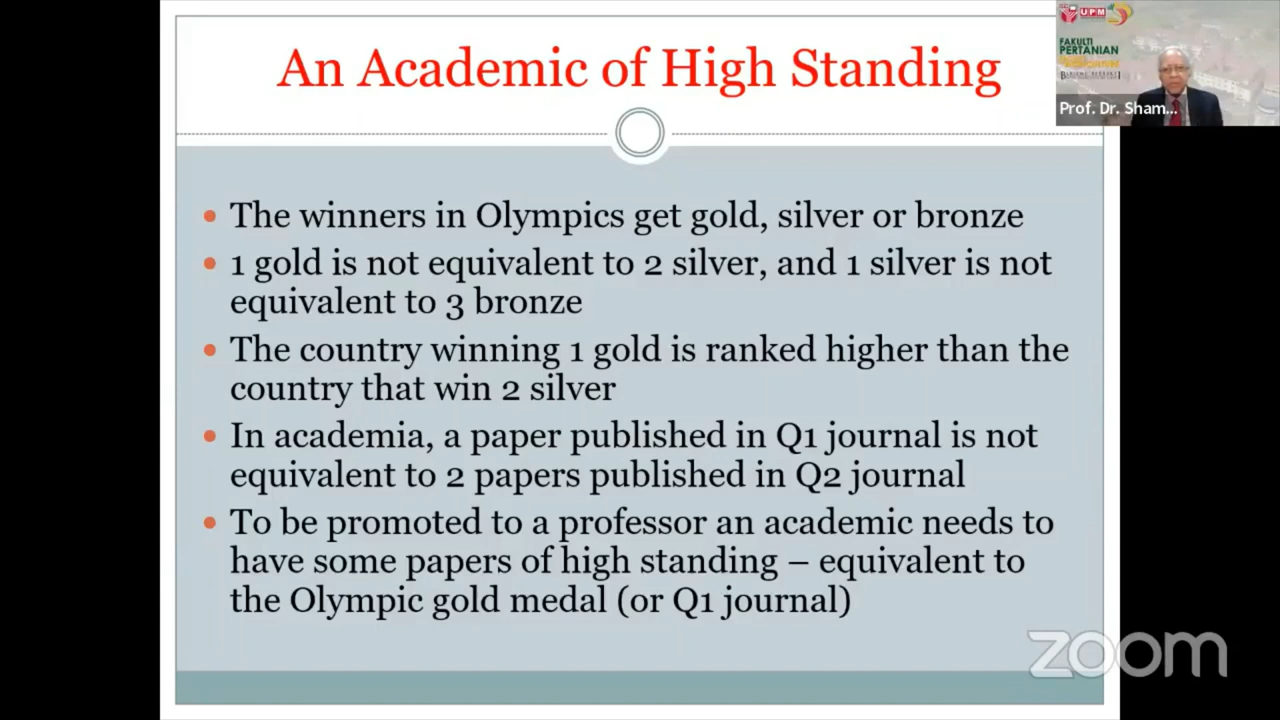 An Academic of High Standing
UPM
FAKULTI
PERTANIAN
Prof. Dr. Sham...
• The winners in Olympics get gold, silver or bronze
• 1 gold is not equivalent to 2 silver, and 1 silver is not
equivalent to 3 bronze
• The country winning 1 gold is ranked higher than the
country that win 2 silver
• In academia, a paper published in Q1 journal is not
equivalent to 2 papers published in Q2 journal
• To be promoted to a professor an academic needs to
have some papers of high standing – equivalent to
the Olympic gold medal (or Q1 journal)
zoom